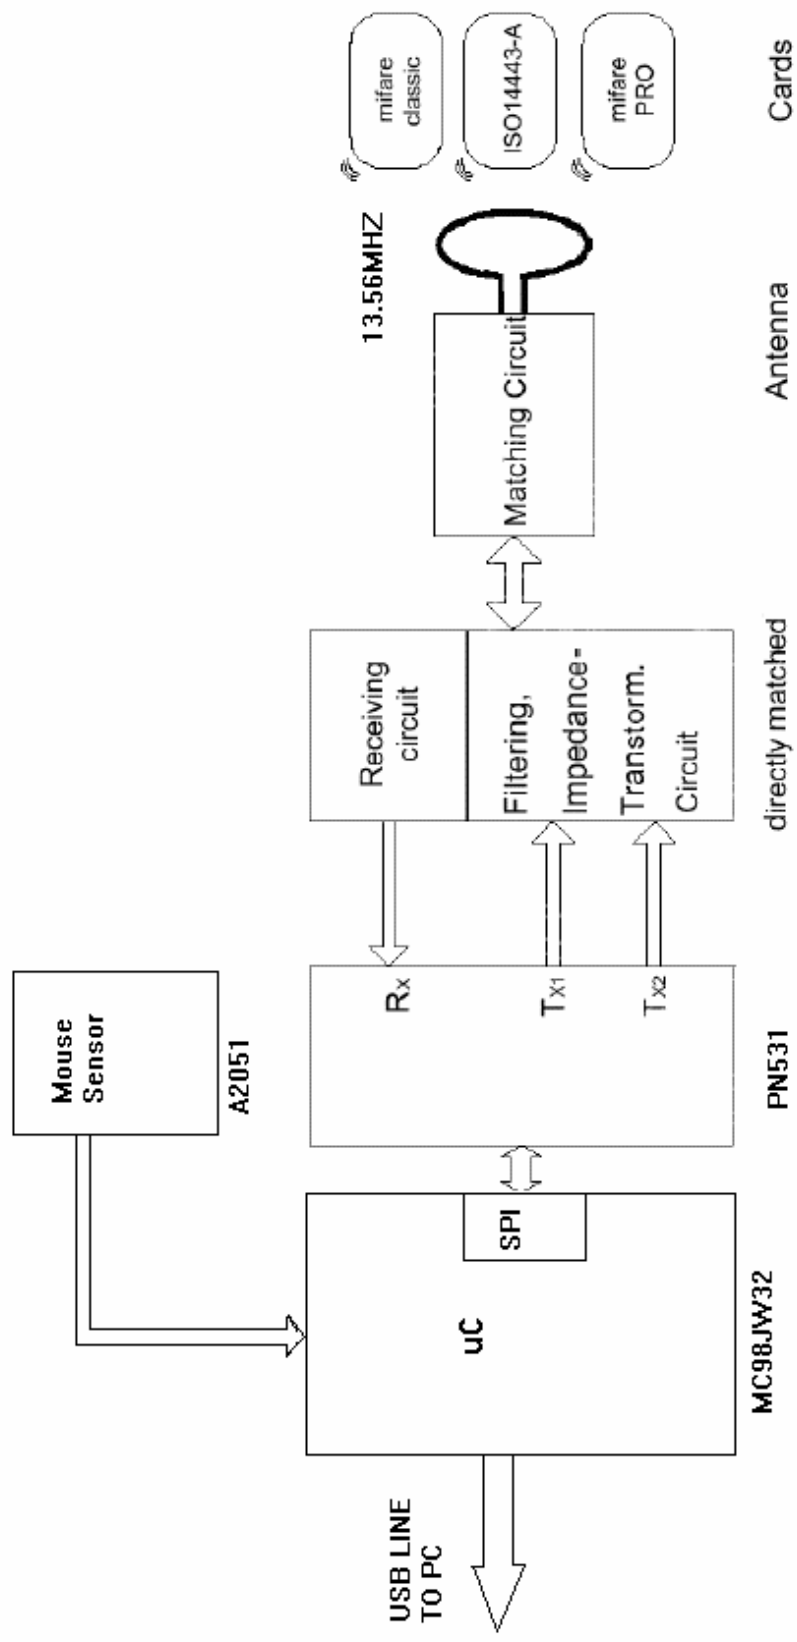 Mouse
Sensor
A2051
USB LINE
TO PC
uC
SPI
MC98JW32
Rx
Tx1
Tx2
PN531
Receiving
circuit
Filtering,
Impedance-
Transtorm.
Circuit
directly matched
Matching Circuit
13.56MHZ
Antenna
mifare
classic
ISO14443-A
mifare
PRO
Cards